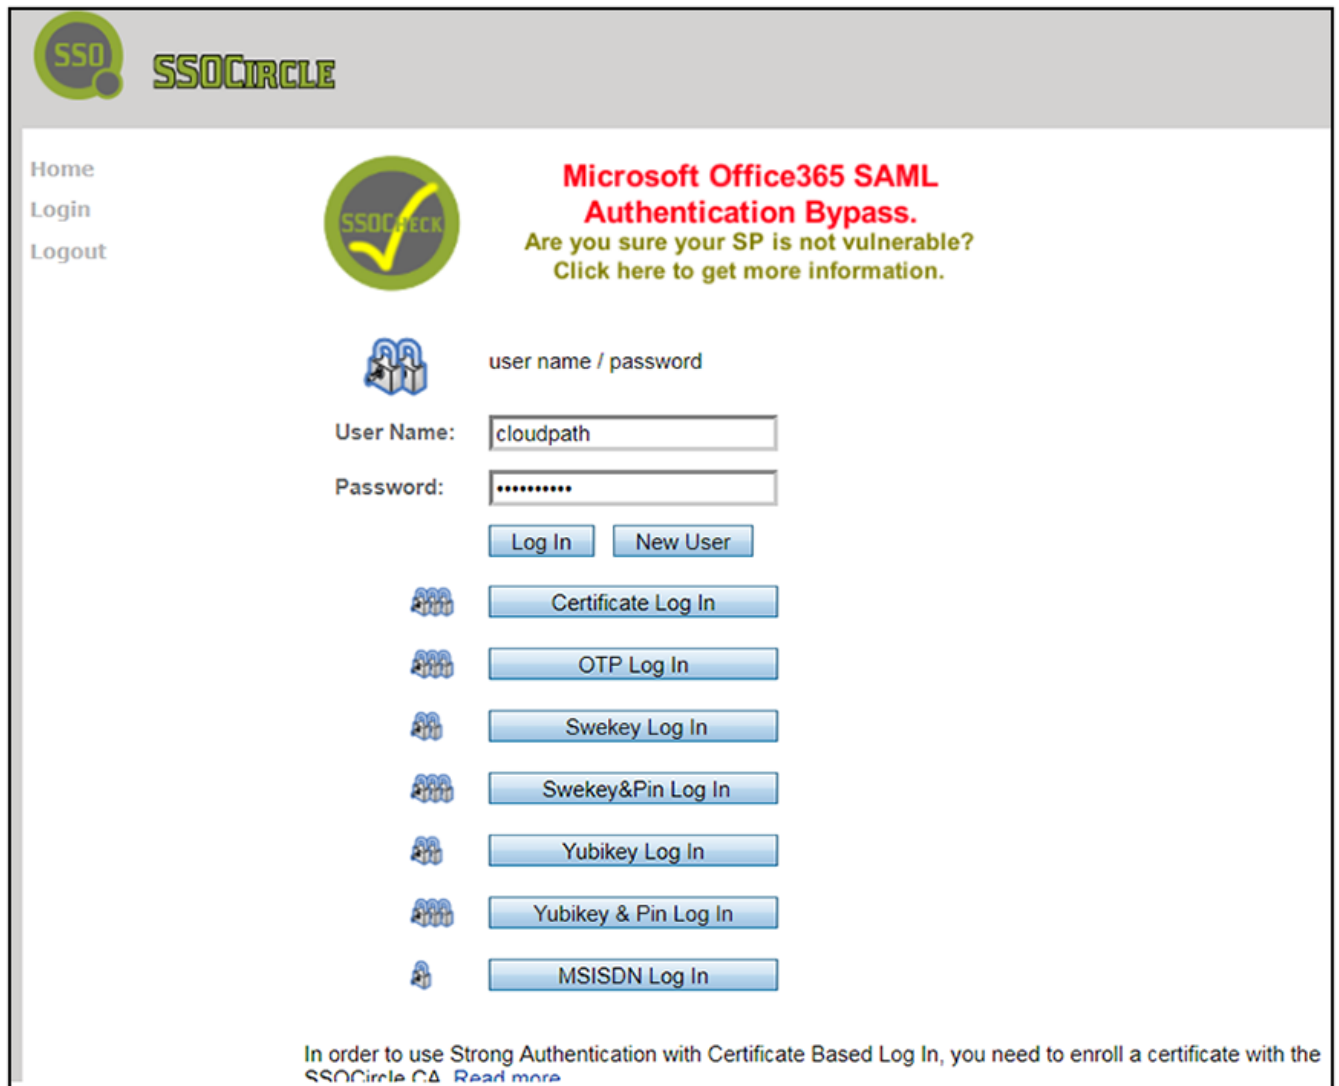 SSO
SSOCIRCLE
Home
Login
Logout
SSOCHECK
Microsoft Office365 SAML
Authentication Bypass.
Are you sure your SP is not vulnerable?
Click here to get more information.
user name / password
User Name:
cloudpath
Password:
••••••••••
Log In
New User
Certificate Log In
OTP Log In
Swekey Log In
Swekey&Pin Log In
Yubikey Log In
Yubikey & Pin Log In
MSISDN Log In
In order to use Strong Authentication with Certificate Based Log In, you need to enroll a certificate with the
SSOCircle CA. Read more